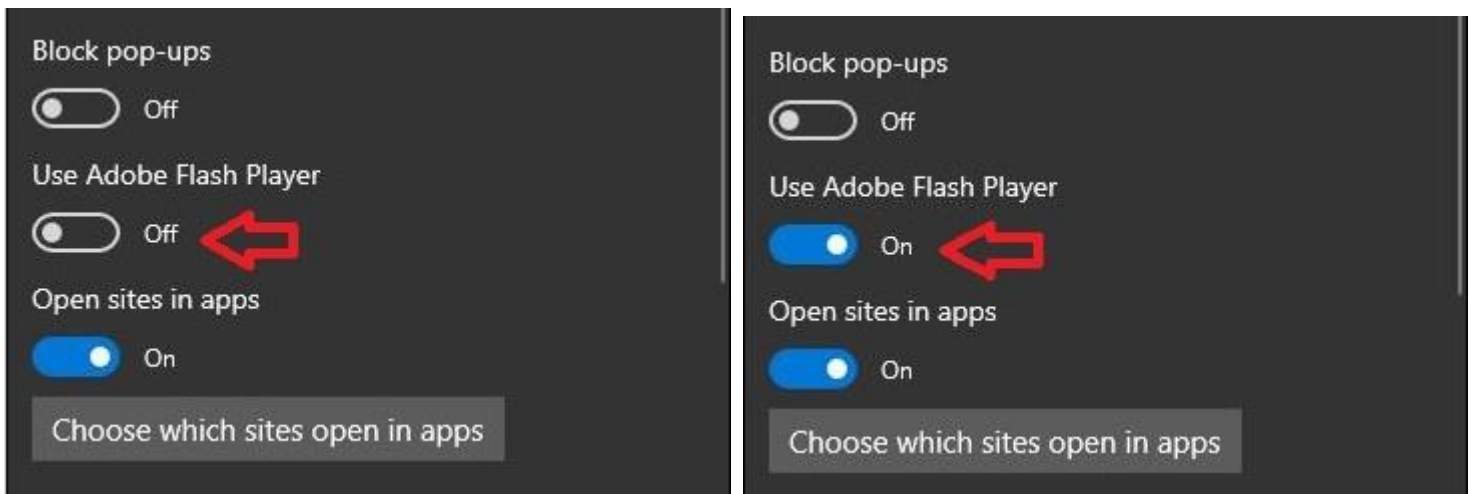 Block pop-ups
Off
Use Adobe Flash Player
Off
Open sites in apps
On
Choose which sites open in apps
Block pop-ups
Off
Use Adobe Flash Player
On
Open sites in apps
On
Choose which sites open in apps